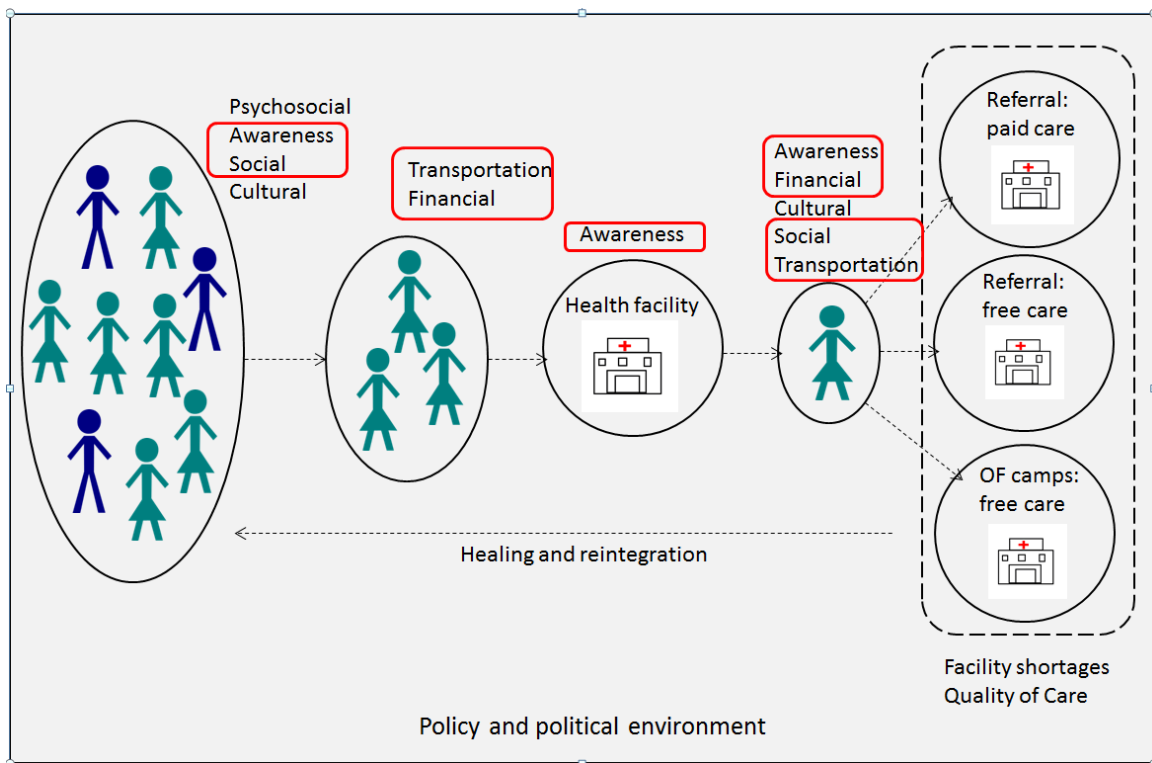 Psychosocial
Awareness
Social
Cultural
Transportation
Financial
Awareness
Health facility
Awareness
Financial
Cultural
Social
Transportation
Referral:
paid care
Referral:
free care
OF camps:
free care
Healing and reintegration
Facility shortages
Quality of Care
Policy and political environment